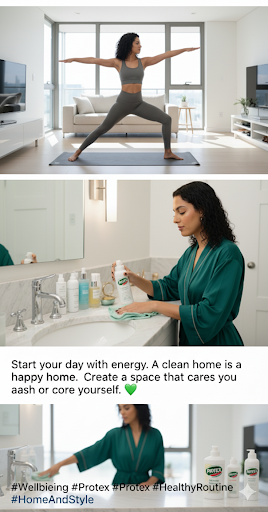 Start your day with energy. A clean home is a
happy home.  Create a space that cares you
aash or core yourself. 💚
#Wellbieing #Protex #Protex #HealthyRoutine
#HomeAndStyle
PROTEX